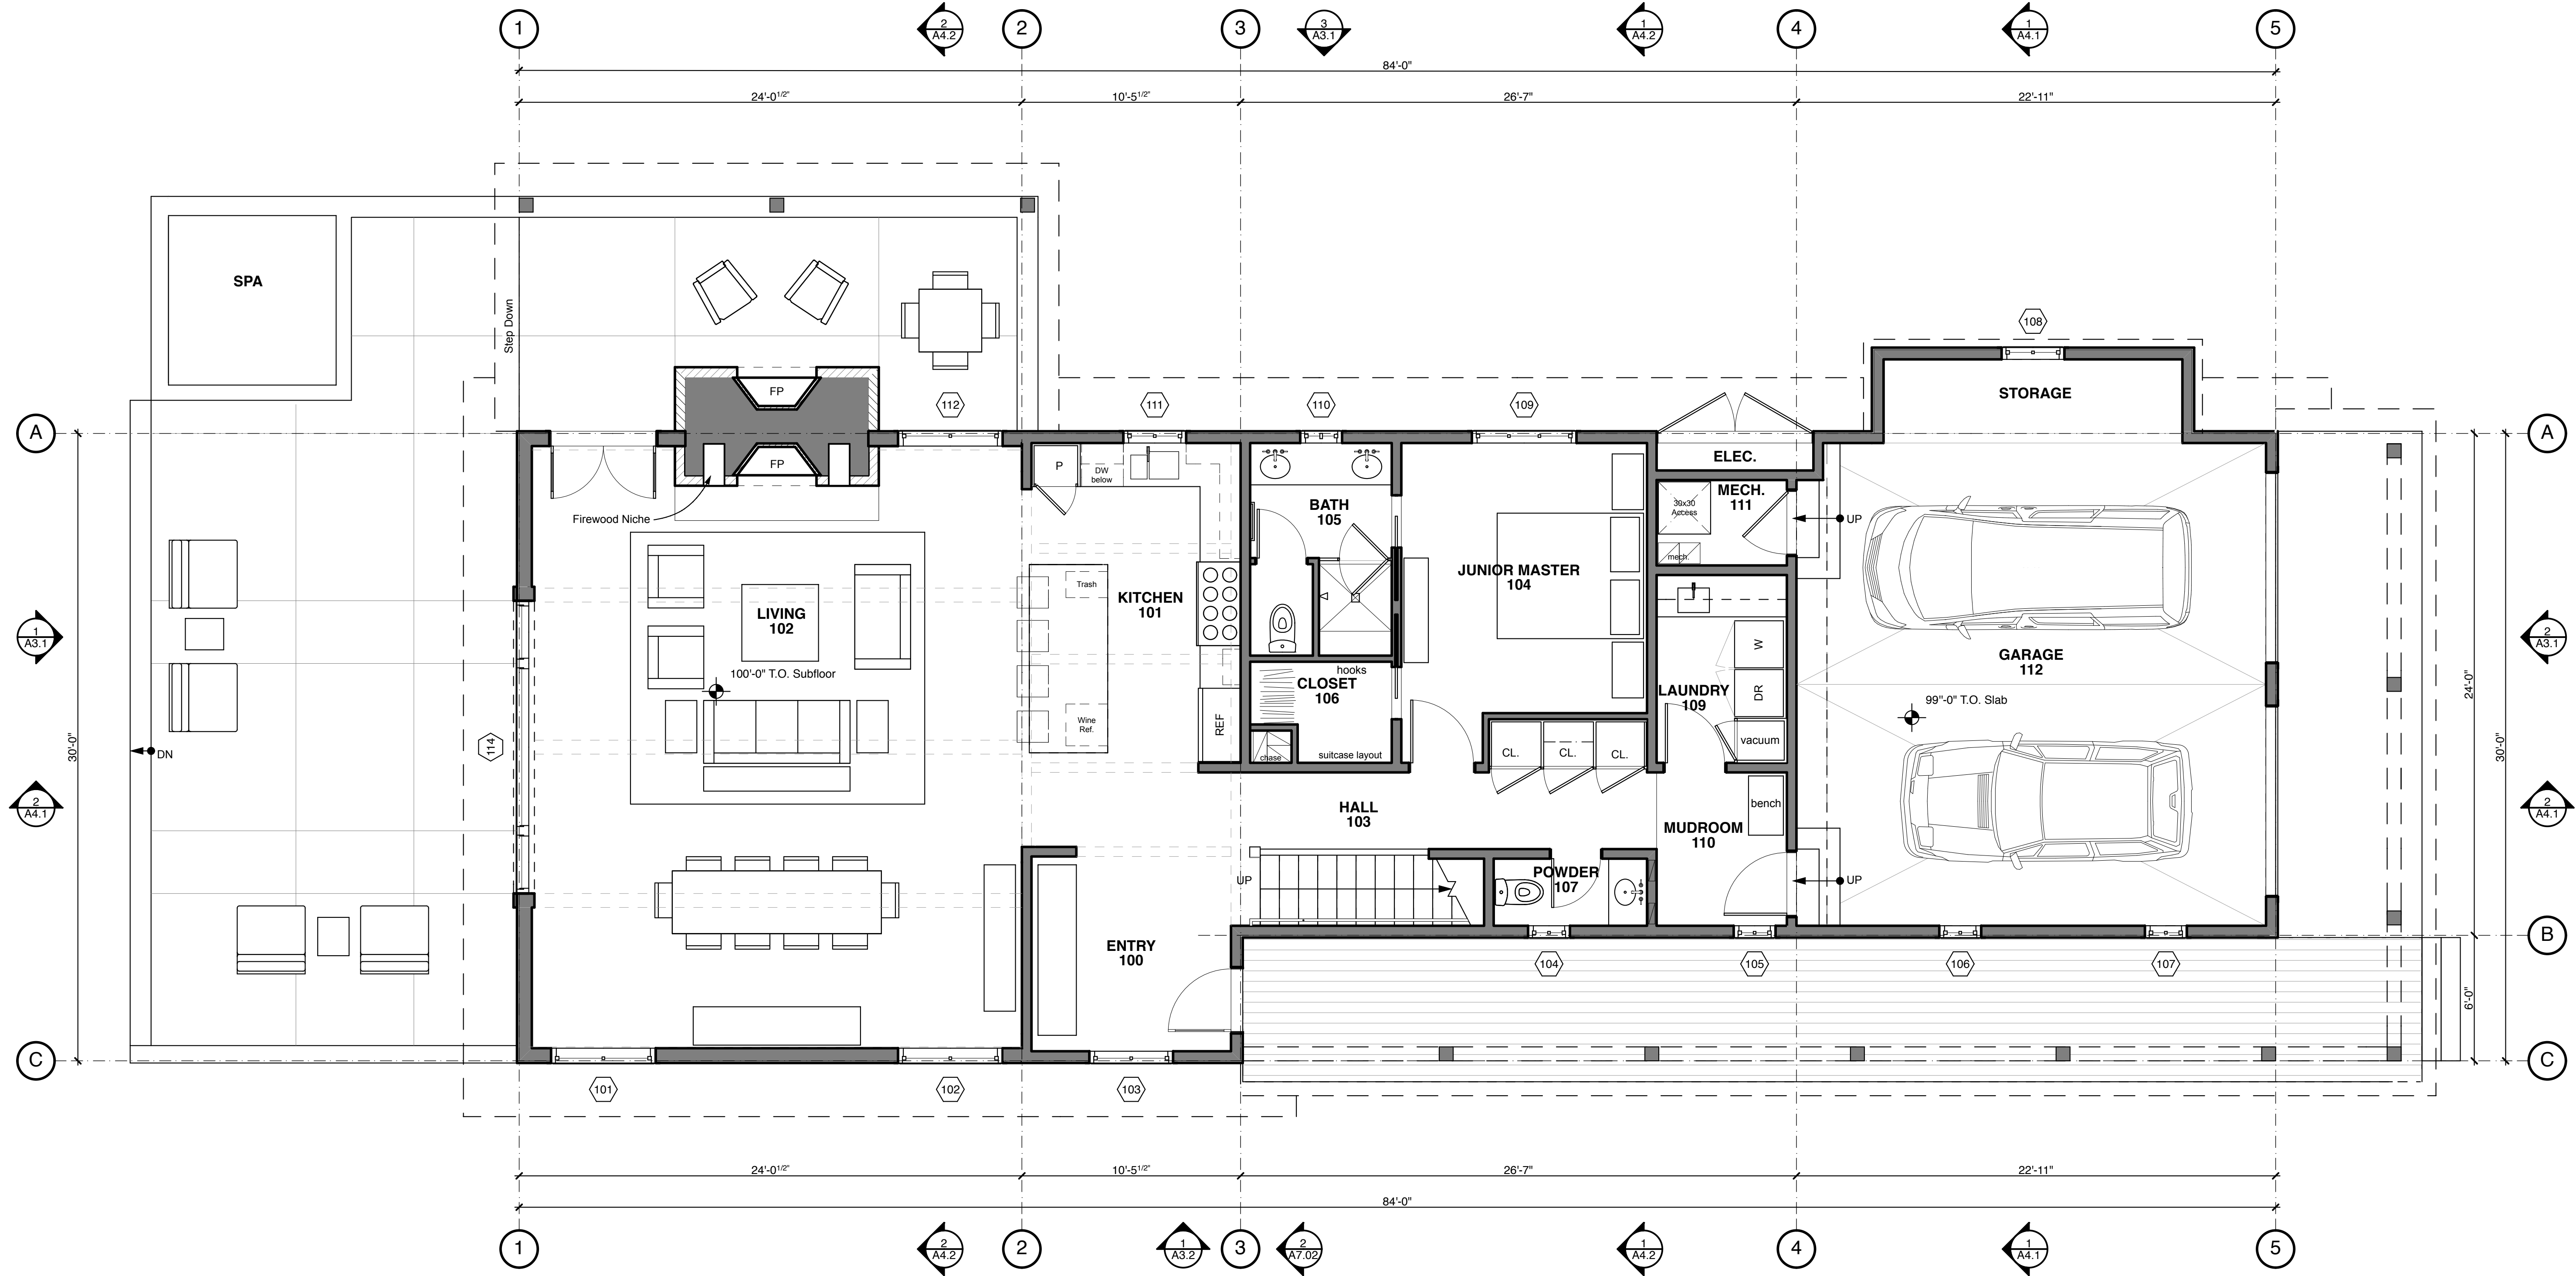 1
2
A4.2
2
3
3
A3.1
1
A4.2
4
1
A4.1
5
84'-0"
24'-0 1/2"
10'-5 1/2"
26'-7"
22'-11"
SPA
Step Down
FP
108
STORAGE
112
111
110
109
A
A
FP
P
DW
below
ELEC.
Firewood Niche
BATH
105
30x30
Access
MECH.
111
UP
mech.
Trash
KITCHEN
101
JUNIOR MASTER
104
LIVING
102
1
A3.1
2
A3.1
100'-0" T.O. Subfloor
hooks
CLOSET
106
W
GARAGE
112
LAUNDRY
109
DR
99"-0" T.O. Slab
24'-0"
Wine
Ref.
REF
114
30'-0"
DN
chase
suitcase layout
CL.
CL.
CL.
vacuum
30'-0"
2
A4.1
HALL
103
bench
2
A4.1
MUDROOM
110
UP
POWDER
107
UP
ENTRY
100
B
104
105
106
107
6'-0"
C
C
101
102
103
24'-0 1/2"
10'-5 1/2"
26'-7"
22'-11"
84'-0"
1
2
A4.2
2
1
A3.2
3
2
A7.02
1
A4.2
4
1
A4.1
5